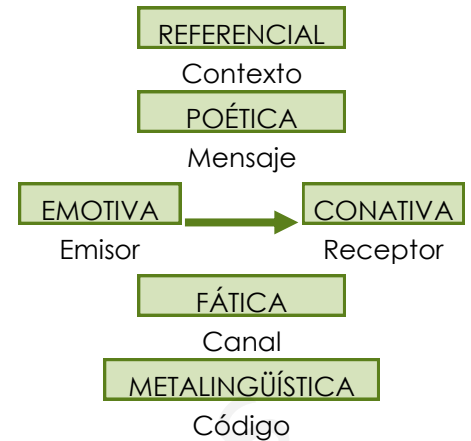 REFERENCIAL
Contexto
POÉTICA
Mensaje
EMOTIVA
CONATIVA
Emisor
Receptor
FÁTICA
Canal
METALINGÜÍSTICA
Código